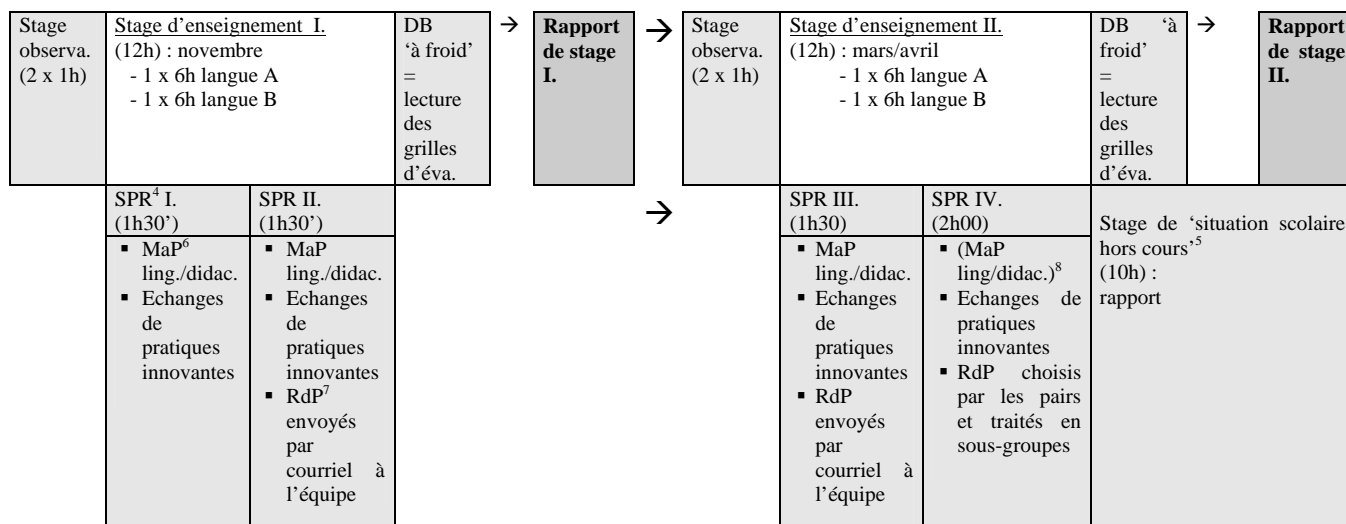 Stage
observa.
(2 x 1h)
Stage d’enseignement I.
(12h) : novembre
- 1 x 6h langue A
- 1 x 6h langue B
DB
‘à froid’
=
lecture
des
grilles
d’éva.
→
Rapport
de stage
I.
→
Stage
observa.
(2 x 1h)
Stage d’enseignement II.
(12h) : mars/avril
- 1 x 6h langue A
- 1 x 6h langue B
DB ‘à
froid’
=
lecture
des
grilles
d’éva.
→
Rapport
de stage
II.
SPR⁴ I.
(1h30’)
SPR II.
(1h30’)
→
SPR III.
(1h30)
SPR IV.
(2h00)
Stage de ‘situation scolaire
hors cours’⁵
(10h) :
rapport
▪ MaP⁶
ling./didac.
▪ Echanges
de
pratiques
innovantes
▪ MaP
ling./didac.
▪ Echanges
de
pratiques
innovantes
▪ RdP⁷
envoyés
par
courriel à
l’équipe
▪ MaP
ling./didac.
▪ Echanges
de
pratiques
innovantes
▪ RdP
envoyés
par
courriel à
l’équipe
▪ (MaP
ling/didac.)⁸
▪ Echanges de
pratiques
innovantes
▪ RdP choisis
par les pairs
et traités en
sous-groupes